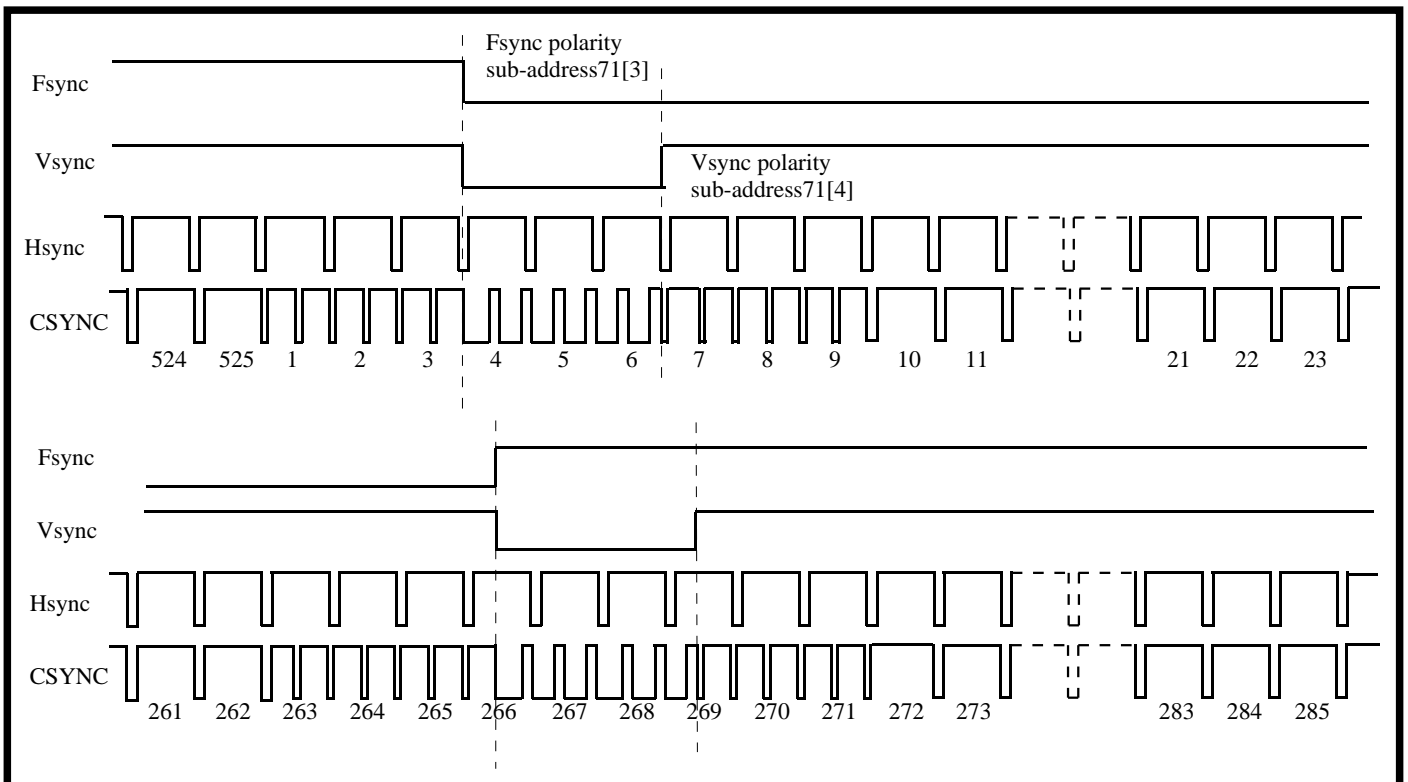 Fsync polarity
sub-address71[3]
Fsync
Vsync
Vsync polarity
sub-address71[4]
Hsync
CSYNC
524 525 1 2 3 4 5 6 7 8 9 10 11 21 22 23
Fsync
Vsync
Hsync
CSYNC
261 262 263 264 265 266 267 268 269 270 271 272 273 283 284 285